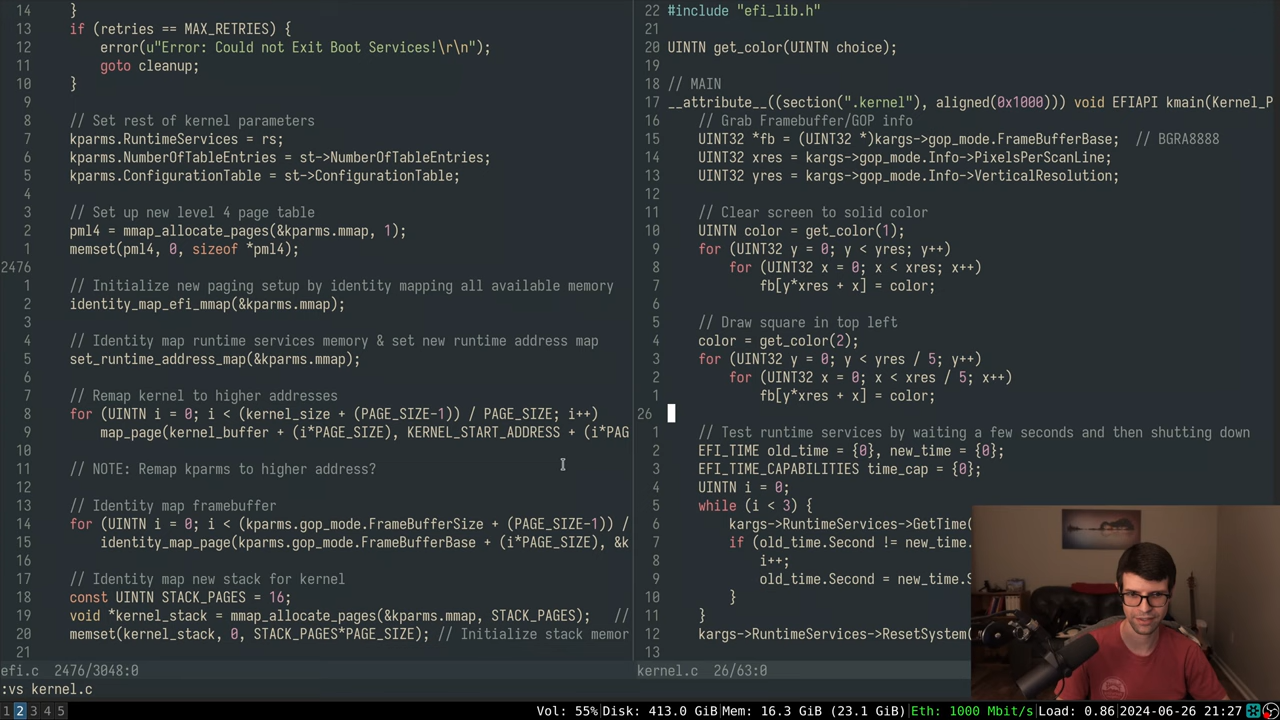 14      }
13      if (retries == MAX_RETRIES) {
12          error(u"Error: Could not Exit Boot Services!\r\n");
11          goto cleanup;
10      }
9
8      // Set rest of kernel parameters
7      kparms.RuntimeServices = rs;
6      kparms.NumberOfTableEntries = st->NumberOfTableEntries;
5      kparms.ConfigurationTable = st->ConfigurationTable;
4
3      // Set up new level 4 page table
2      pml4 = mmap_allocate_pages(&kparms.mmap, 1);
1      memset(pml4, 0, sizeof *pml4);
2476
1      // Initialize new paging setup by identity mapping all available memory
2      identity_map_efi_mmap(&kparms.mmap);
3
4      // Identity map runtime services memory & set new runtime address map
5      set_runtime_address_map(&kparms.mmap);
6
7      // Remap kernel to higher addresses
8      for (UINTN i = 0; i < (kernel_size + (PAGE_SIZE-1)) / PAGE_SIZE; i++)
9          map_page(kernel_buffer + (i*PAGE_SIZE), KERNEL_START_ADDRESS + (i*PAG
10
11      // NOTE: Remap kparms to higher address?
12
13      // Identity map framebuffer
14      for (UINTN i = 0; i < (kparms.gop_mode.FrameBufferSize + (PAGE_SIZE-1)) /
15          identity_map_page(kparms.gop_mode.FrameBufferBase + (i*PAGE_SIZE), &k
16
17      // Identity map new stack for kernel
18      const UINTN STACK_PAGES = 16;
19      void *kernel_stack = mmap_allocate_pages(&kparms.mmap, STACK_PAGES);   //
20      memset(kernel_stack, 0, STACK_PAGES*PAGE_SIZE); // Initialize stack memor
21
efi.c  2476/3048:0
22 #include "efi_lib.h"
21
20 UINTN get_color(UINTN choice);
19
18 // MAIN
17 __attribute__((section(".kernel"), aligned(0x1000))) void EFIAPI kmain(Kernel_P
16     // Grab Framebuffer/GOP info
15     UINT32 *fb = (UINT32 *)kargs->gop_mode.FrameBufferBase;  // BGRA8888
14     UINT32 xres = kargs->gop_mode.Info->PixelsPerScanLine;
13     UINT32 yres = kargs->gop_mode.Info->VerticalResolution;
12
11     // Clear screen to solid color
10     UINTN color = get_color(1);
9     for (UINT32 y = 0; y < yres; y++)
8         for (UINT32 x = 0; x < xres; x++)
7             fb[y*xres + x] = color;
6
5     // Draw square in top left
4     color = get_color(2);
3     for (UINT32 y = 0; y < yres / 5; y++)
2         for (UINT32 x = 0; x < xres / 5; x++)
1             fb[y*xres + x] = color;
26
1     // Test runtime services by waiting a few seconds and then shutting down
2     EFI_TIME old_time = {0}, new_time = {0};
3     EFI_TIME_CAPABILITIES time_cap = {0};
4     UINTN i = 0;
5     while (i < 3) {
6         kargs->RuntimeServices->GetTime(
7         if (old_time.Second != new_time.
8             i++;
9             old_time.Second = new_time.S
10         }
11     }
12     kargs->RuntimeServices->ResetSystem(
13
kernel.c  26/63:0
:vs kernel.c
1 2 3 4 5
Vol: 55% Disk: 413.0 GiB Mem: 16.3 GiB (23.1 GiB) Eth: 1000 Mbit/s Load: 0.86 2024-06-26 21:27